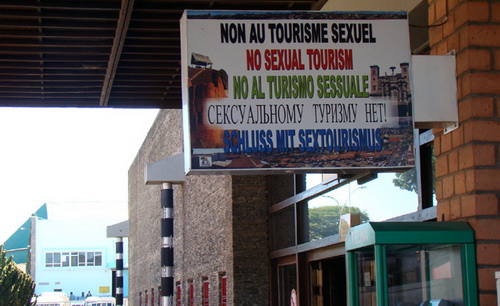 NON AU TOURISME SEXUEL
NO SEXUAL TOURISM
NO AL TURISMO SESSUALE
СЕКСУАЛЬНОМУ ТУРИЗМУ НЕТ!
SCHLUSS MIT SEXTOURISMUS